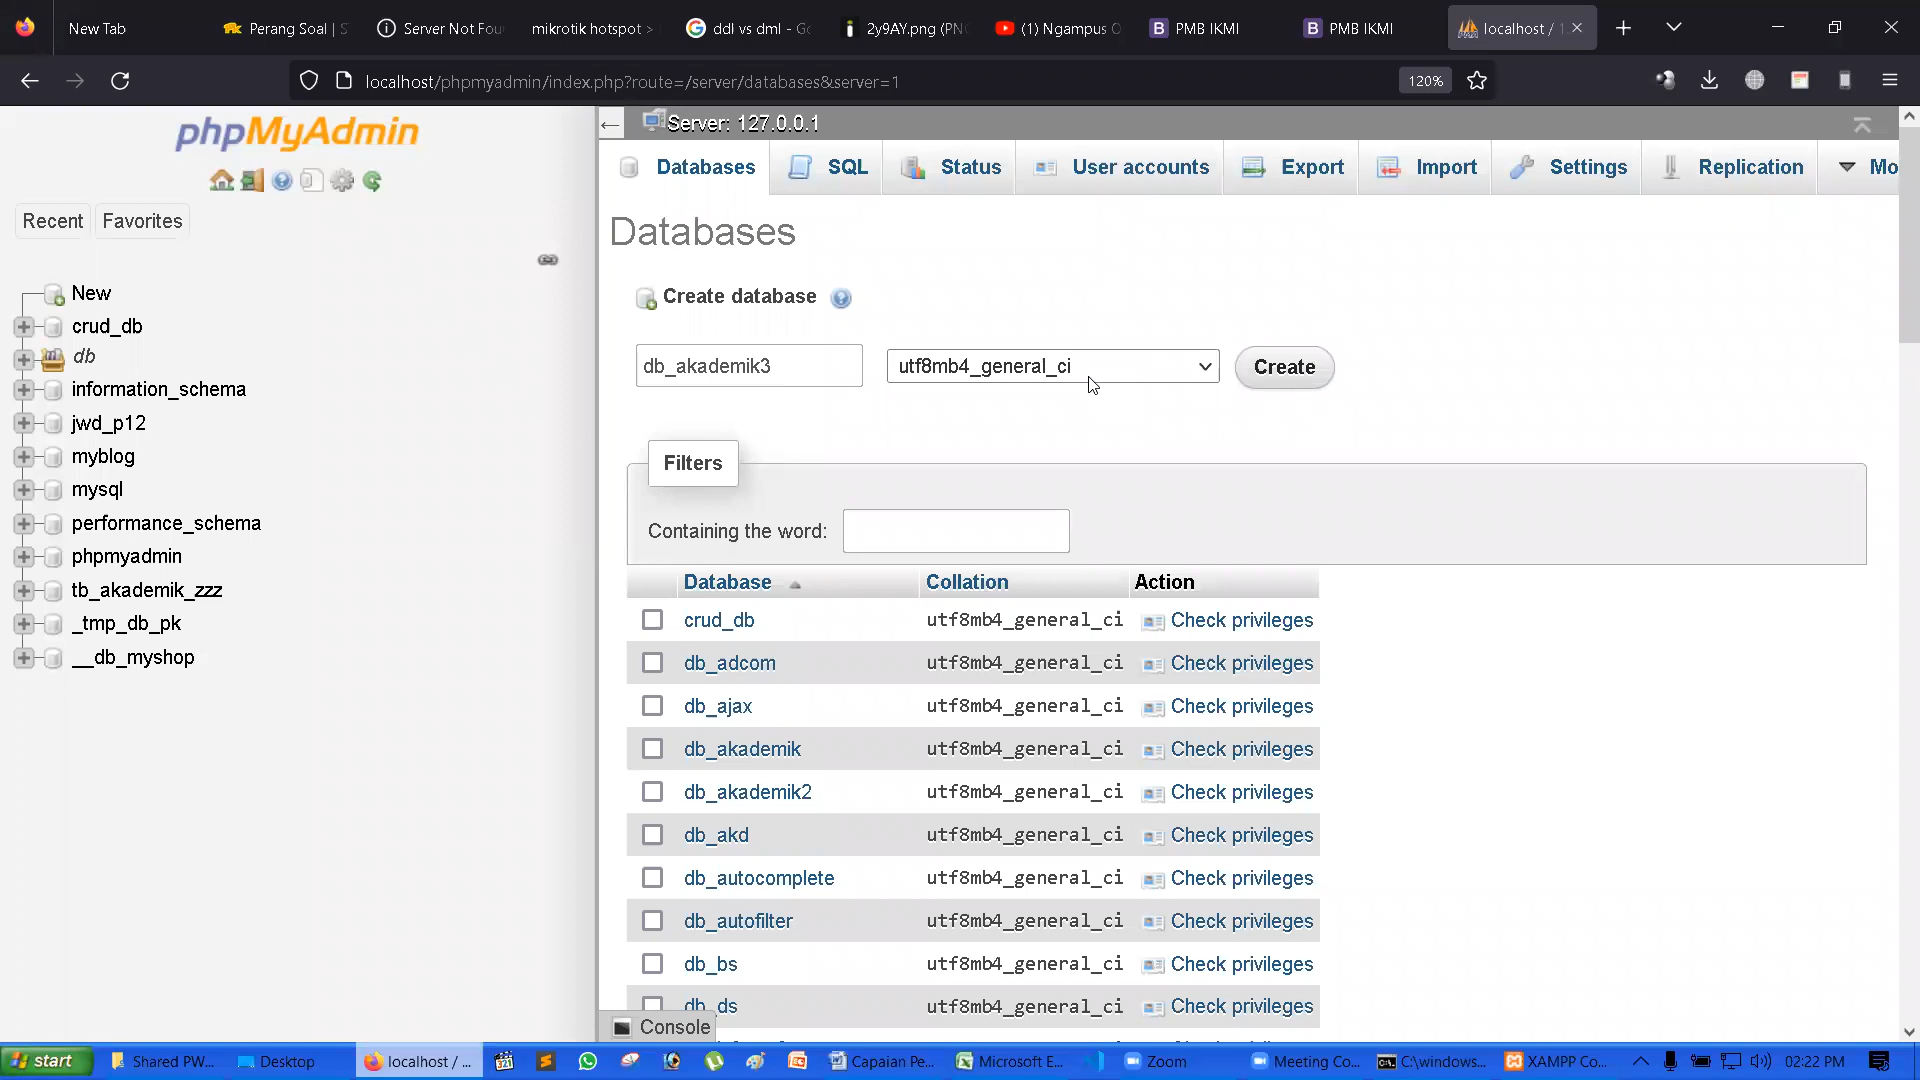 New Tab
Perang Soal | S
Server Not Fou
mikrotik hotspot >
ddl vs dml - Go
2y9AY.png (PN
(1) Ngampus O
PMB IKMI
PMB IKMI
localhost / 1
localhost/phpmyadmin/index.php?route=/server/databases&server=1
120%
phpMyAdmin
Recent
Favorites
New
crud_db
db
information_schema
jwd_p12
myblog
mysql
performance_schema
phpmyadmin
tb_akademik_zzz
_tmp_db_pk
__db_myshop
Server: 127.0.0.1
Databases
SQL
Status
User accounts
Export
Import
Settings
Replication
Mo
Databases
Create database
db_akademik3
utf8mb4_general_ci
Create
Filters
Containing the word:
Database Collation Action
crud_db utf8mb4_general_ci Check privileges
db_adcom utf8mb4_general_ci Check privileges
db_ajax utf8mb4_general_ci Check privileges
db_akademik utf8mb4_general_ci Check privileges
db_akademik2 utf8mb4_general_ci Check privileges
db_akd utf8mb4_general_ci Check privileges
db_autocomplete utf8mb4_general_ci Check privileges
db_autofilter utf8mb4_general_ci Check privileges
db_bs utf8mb4_general_ci Check privileges
db_ds utf8mb4_general_ci Check privileges
Console
start
Shared PW...
Desktop
localhost / ...
321
Capaian Pe...
Microsoft E...
Zoom
Meeting Co...
C:\windows...
XAMPP Co...
02:22 PM